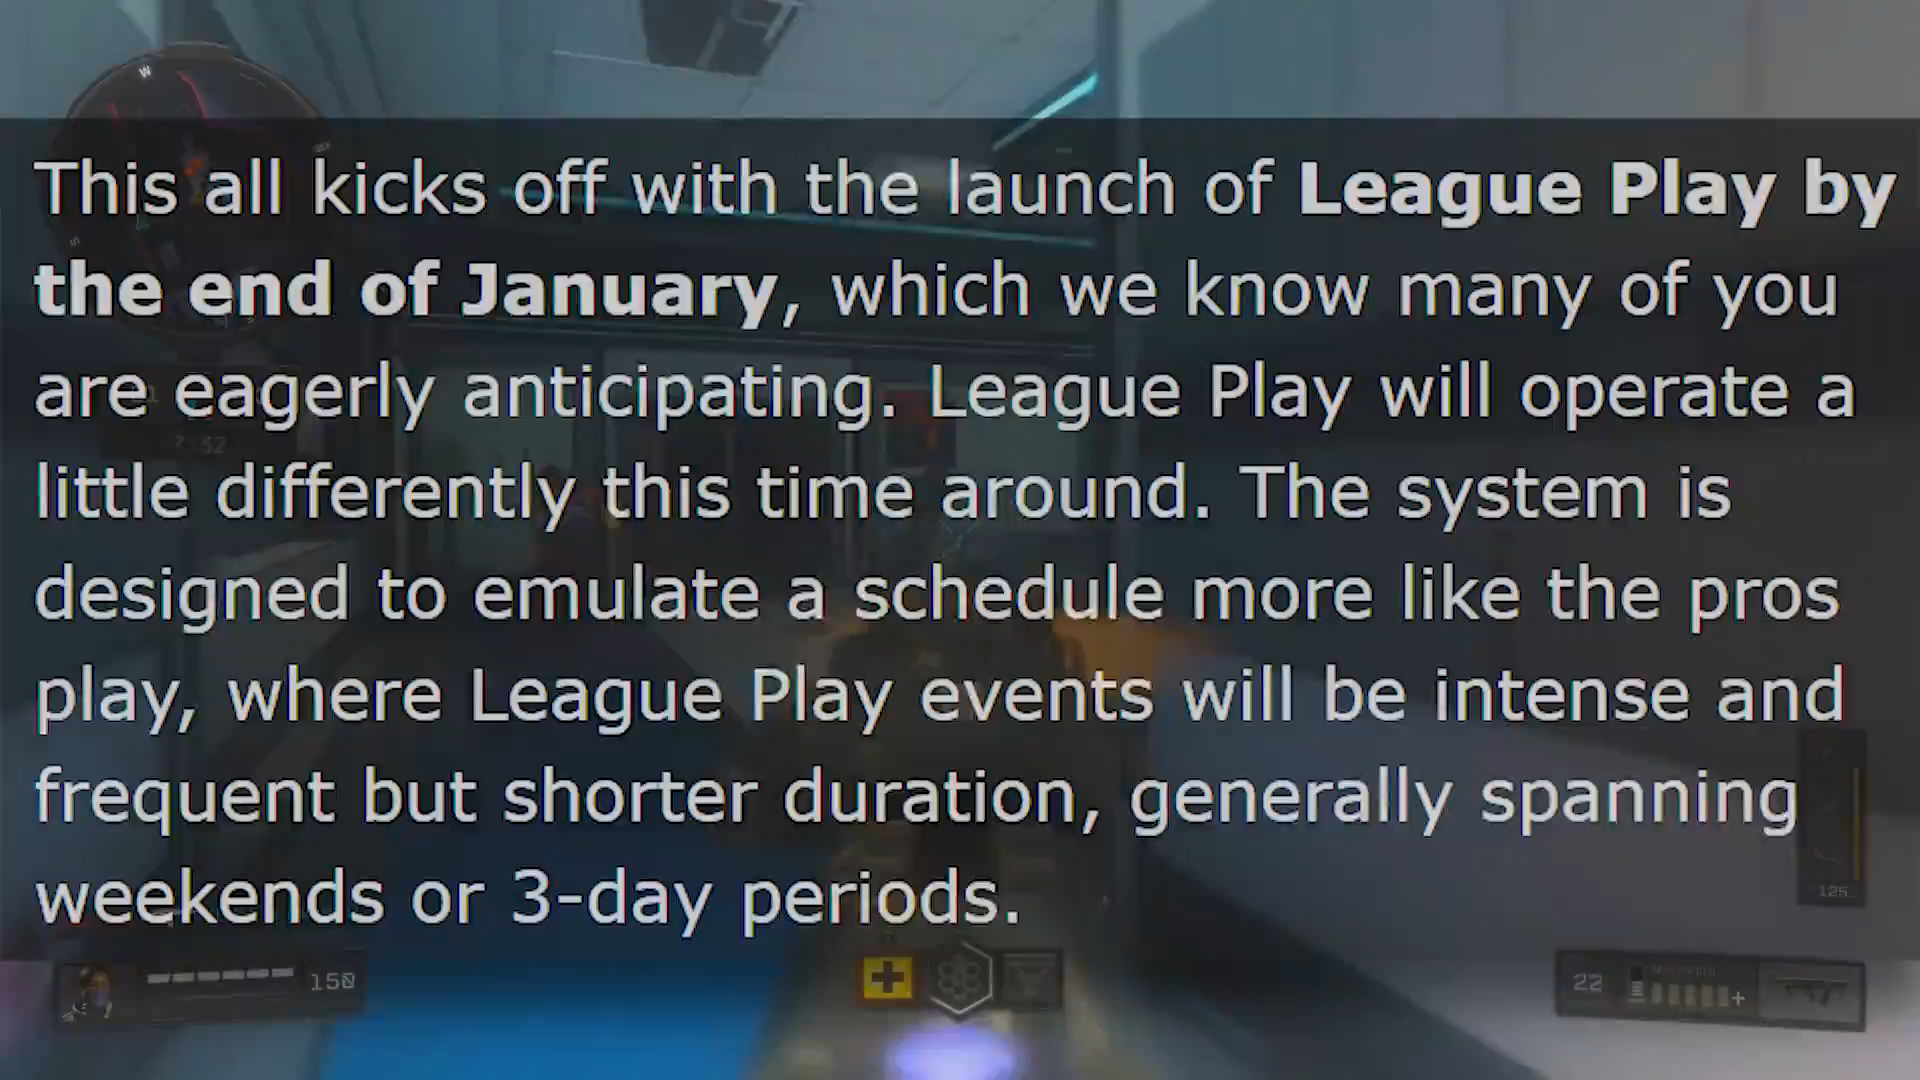 W
This all kicks off with the launch of League Play by
the end of January, which we know many of you
are eagerly anticipating. League Play will operate a
little differently this time around. The system is
designed to emulate a schedule more like the pros
play, where League Play events will be intense and
frequent but shorter duration, generally spanning
weekends or 3-day periods.
7:52
125
150
22